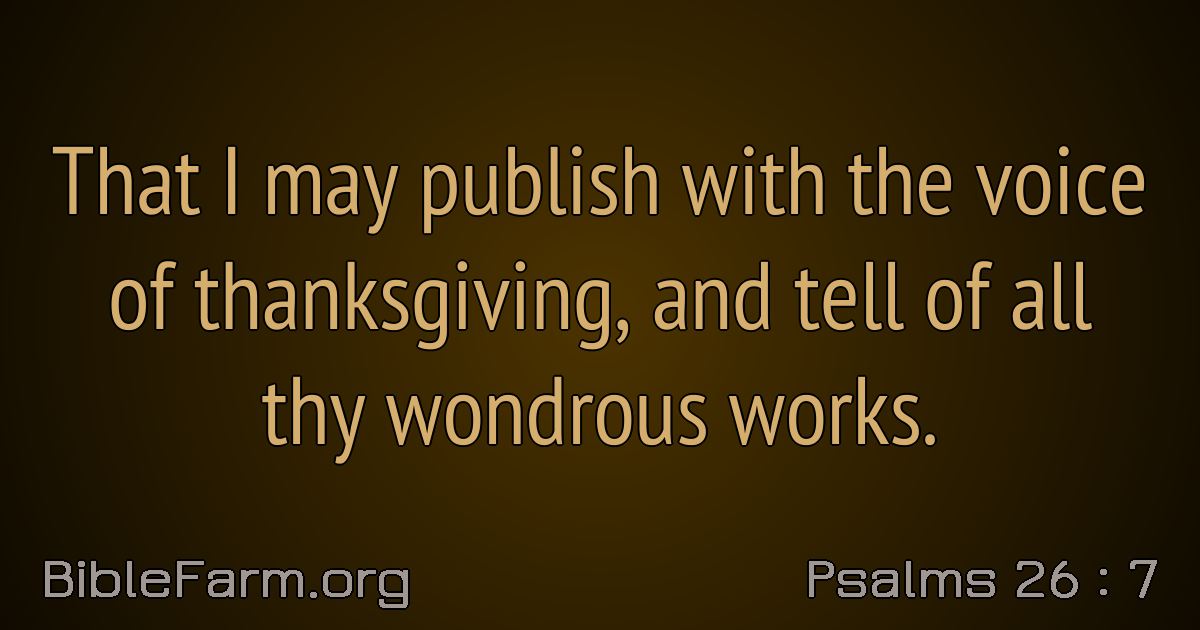 That I may publish with the voice
of thanksgiving, and tell of all
thy wondrous works.
BibleFarm.org
Psalms 26 : 7